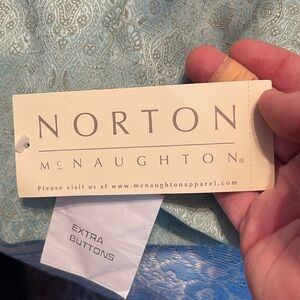 NORTON
McNAUGHTON®
Please visit us at www.mcnaughtonapparel.com
EXTRA
BUTTONS